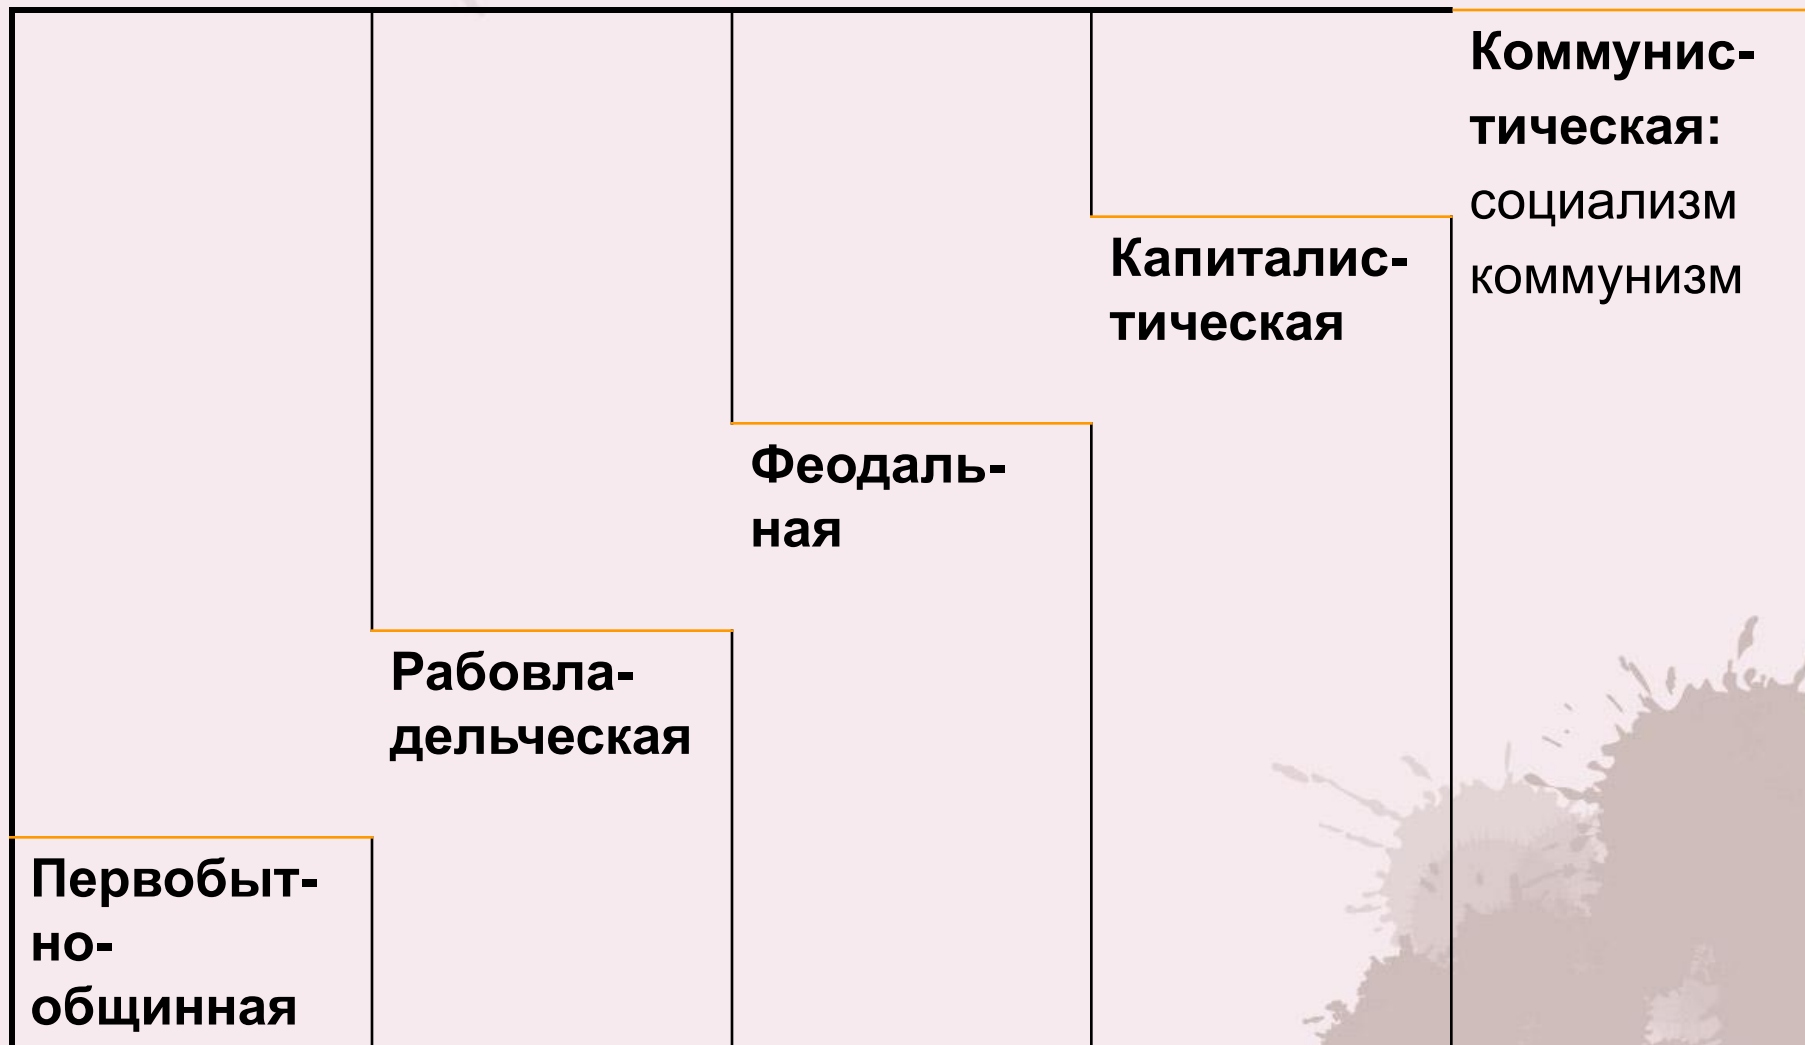 Коммунис-
тическая:
социализм
коммунизм
Капиталис-
тическая
Феодаль-
ная
Рабовла-
дельческая
Первобыт-
но-
общинная